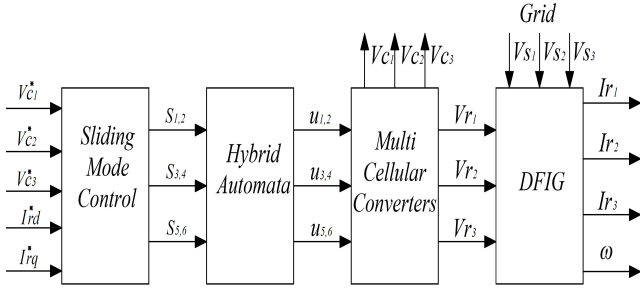 Grid
Vc1 Vc2 Vc3
Vs1 Vs2 Vs3
Vc1*
Vc2*
Vc3*
Ird*
Irq*
Sliding
Mode
Control
S1,2
S3,4
S5,6
Hybrid
Automata
u1,2
u3,4
u5,6
Multi
Cellular
Converters
Vr1
Vr2
Vr3
DFIG
Ir1
Ir2
Ir3
ω